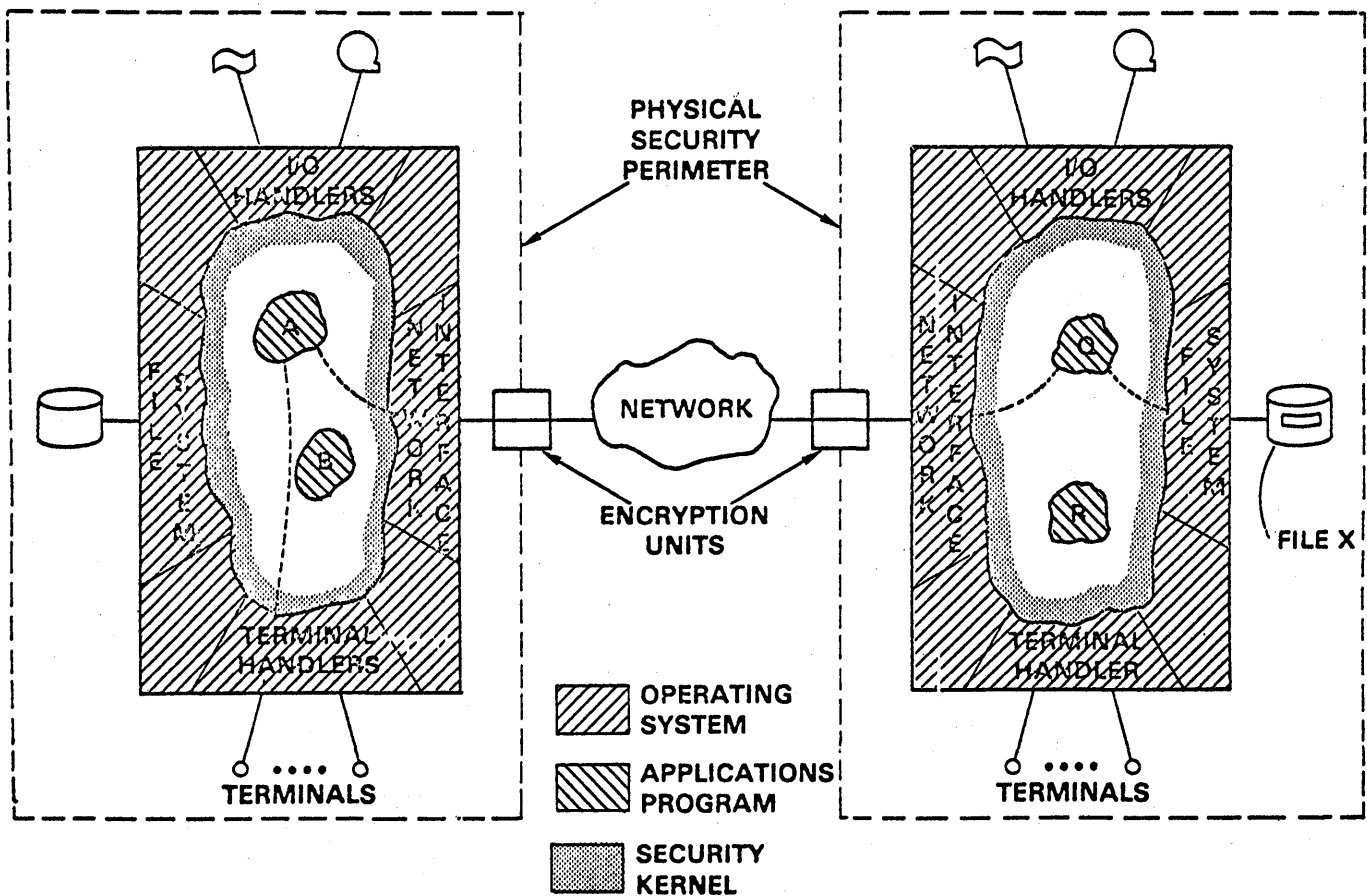 I/O
HANDLERS
FILE
SYSTEM
A
B
NETWORK
INTERFACE
TERMINAL
HANDLERS
TERMINALS
PHYSICAL
SECURITY
PERIMETER
NETWORK
ENCRYPTION
UNITS
OPERATING
SYSTEM
APPLICATIONS
PROGRAM
SECURITY
KERNEL
I/O
HANDLERS
NETWORK
INTERFACE
Q
R
FILE
SYSTEM
TERMINAL
HANDLER
TERMINALS
FILE X